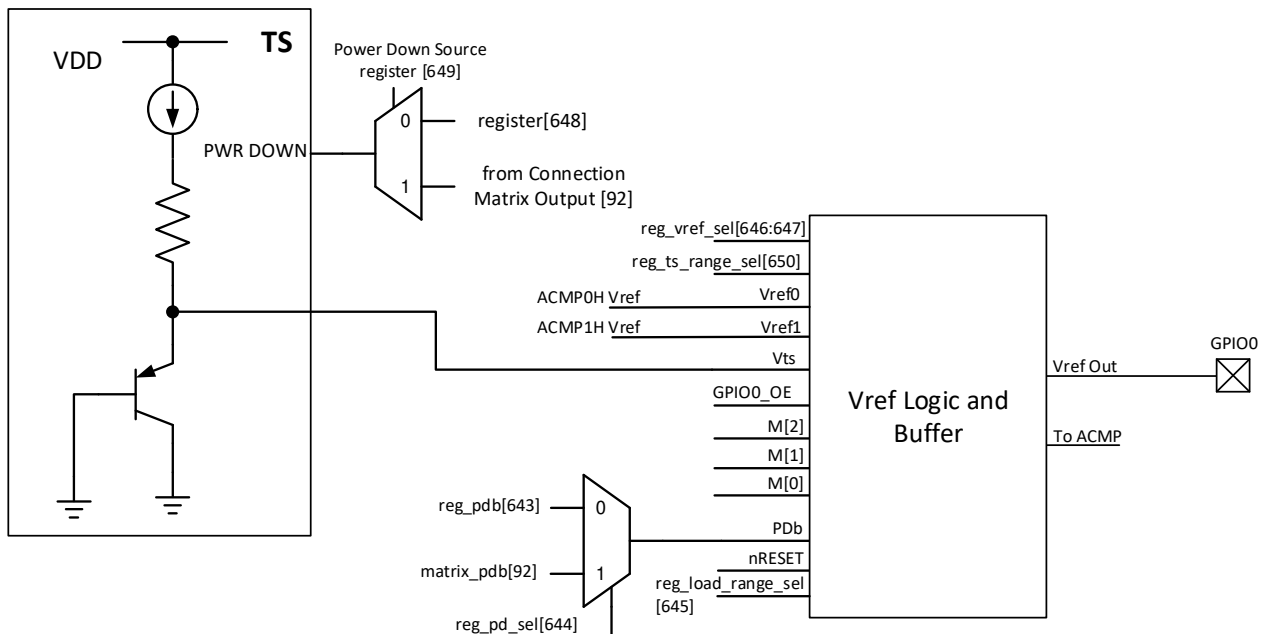 TS
VDD
Power Down Source
register [649]
0
register[648]
PWR DOWN
1
from Connection
Matrix Output [92]
reg_vref_sel[646:647]
reg_ts_range_sel[650]
ACMP0H Vref
Vref0
ACMP1H Vref
Vref1
Vts
GPIO0_OE
M[2]
M[1]
M[0]
reg_pdb[643]
0
PDb
matrix_pdb[92]
1
nRESET
reg_load_range_sel
[645]
reg_pd_sel[644]
Vref Logic and
Buffer
GPIO0
Vref Out
To ACMP